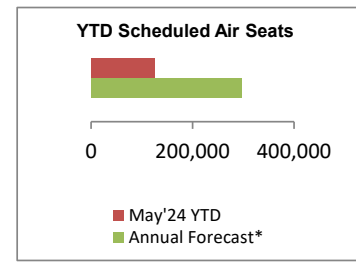 YTD Scheduled Air Seats
0 200,000 400,000
May'24 YTD
Annual Forecast*